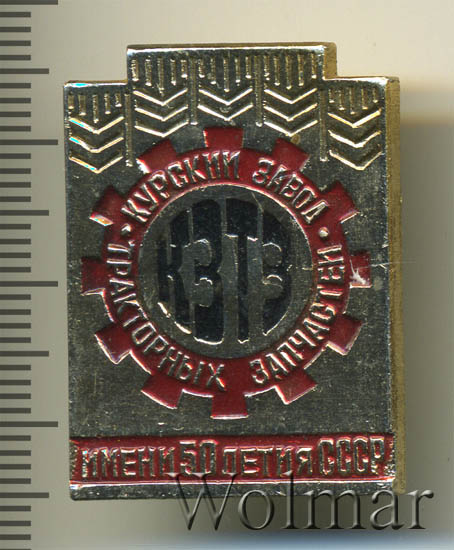 КУРСКИЙ ЗАВОД
ТРАКТОРНЫХ ЗАПЧАСТЕЙ
КЗТЗ
ИМЕНИ 50 ЛЕТИЯ СССР
Wolmar